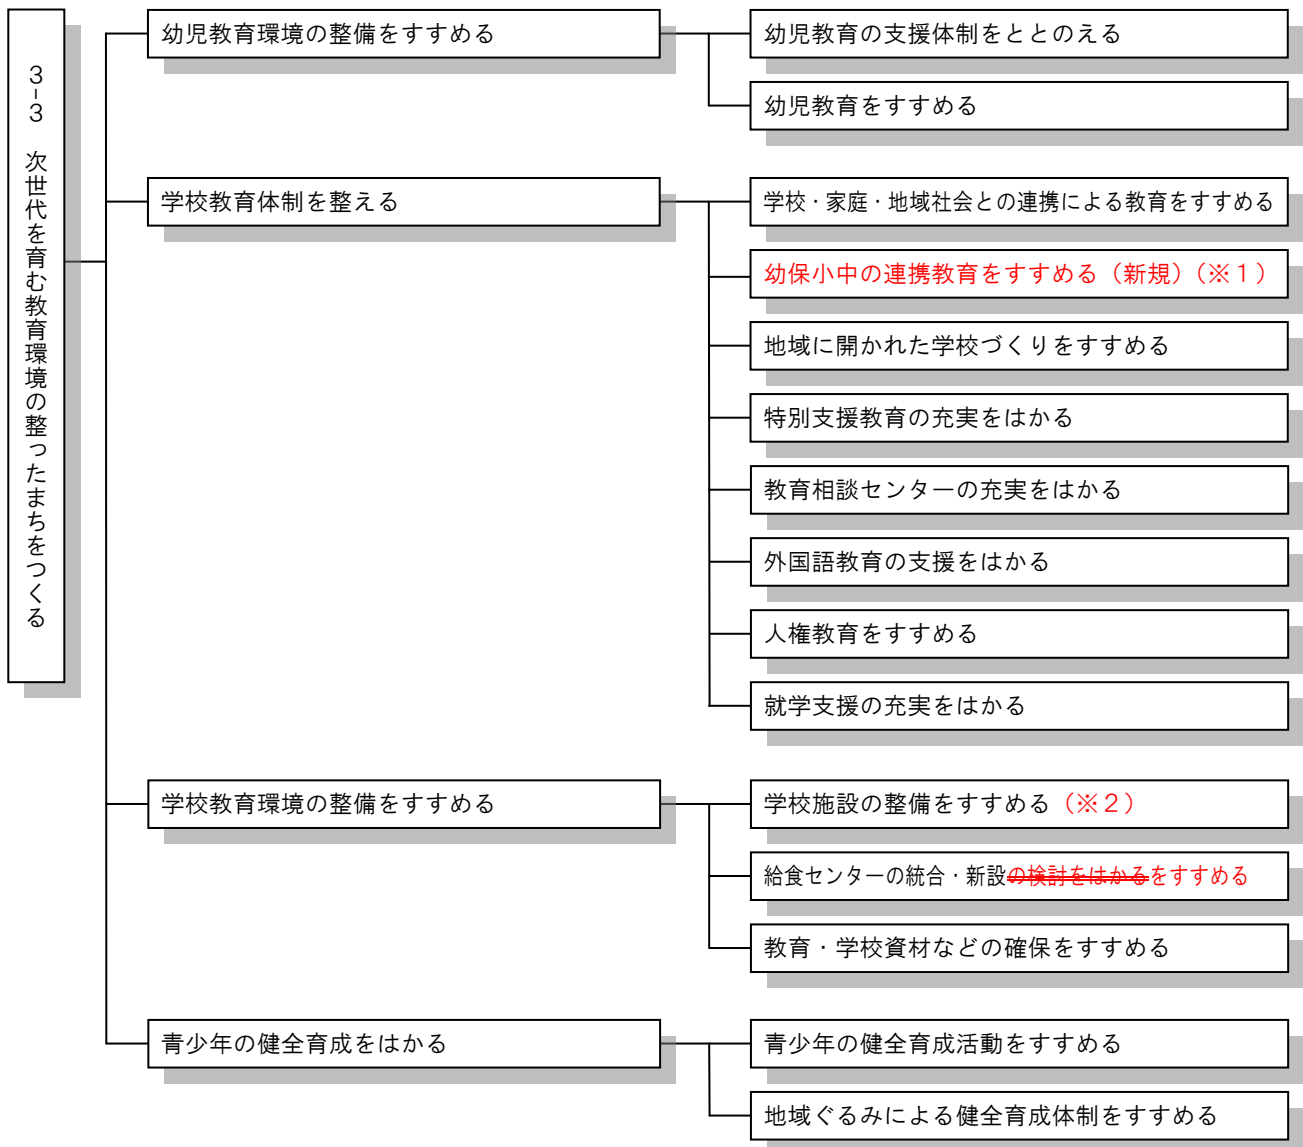 3-3 次世代を育む教育環境の整ったまちをつくる
幼児教育環境の整備をすすめる
幼児教育の支援体制をととのえる
幼児教育をすすめる
学校教育体制を整える
学校・家庭・地域社会との連携による教育をすすめる
幼保小中の連携教育をすすめる（新規）（※１）
地域に開かれた学校づくりをすすめる
特別支援教育の充実をはかる
教育相談センターの充実をはかる
外国語教育の支援をはかる
人権教育をすすめる
就学支援の充実をはかる
学校教育環境の整備をすすめる
学校施設の整備をすすめる（※２）
給食センターの統合・新設の検討をはかるをすすめる
教育・学校資材などの確保をすすめる
青少年の健全育成をはかる
青少年の健全育成活動をすすめる
地域ぐるみによる健全育成体制をすすめる